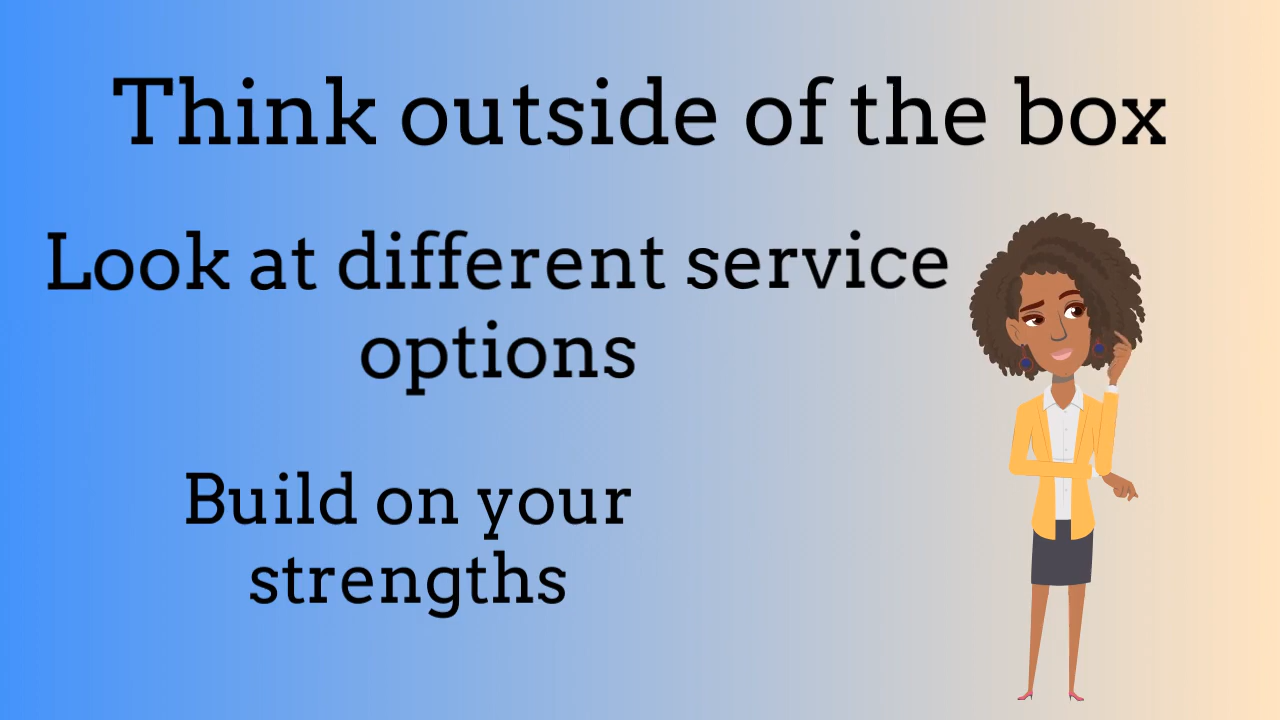 Think outside of the box
Look at different service
options
Build on your
strengths